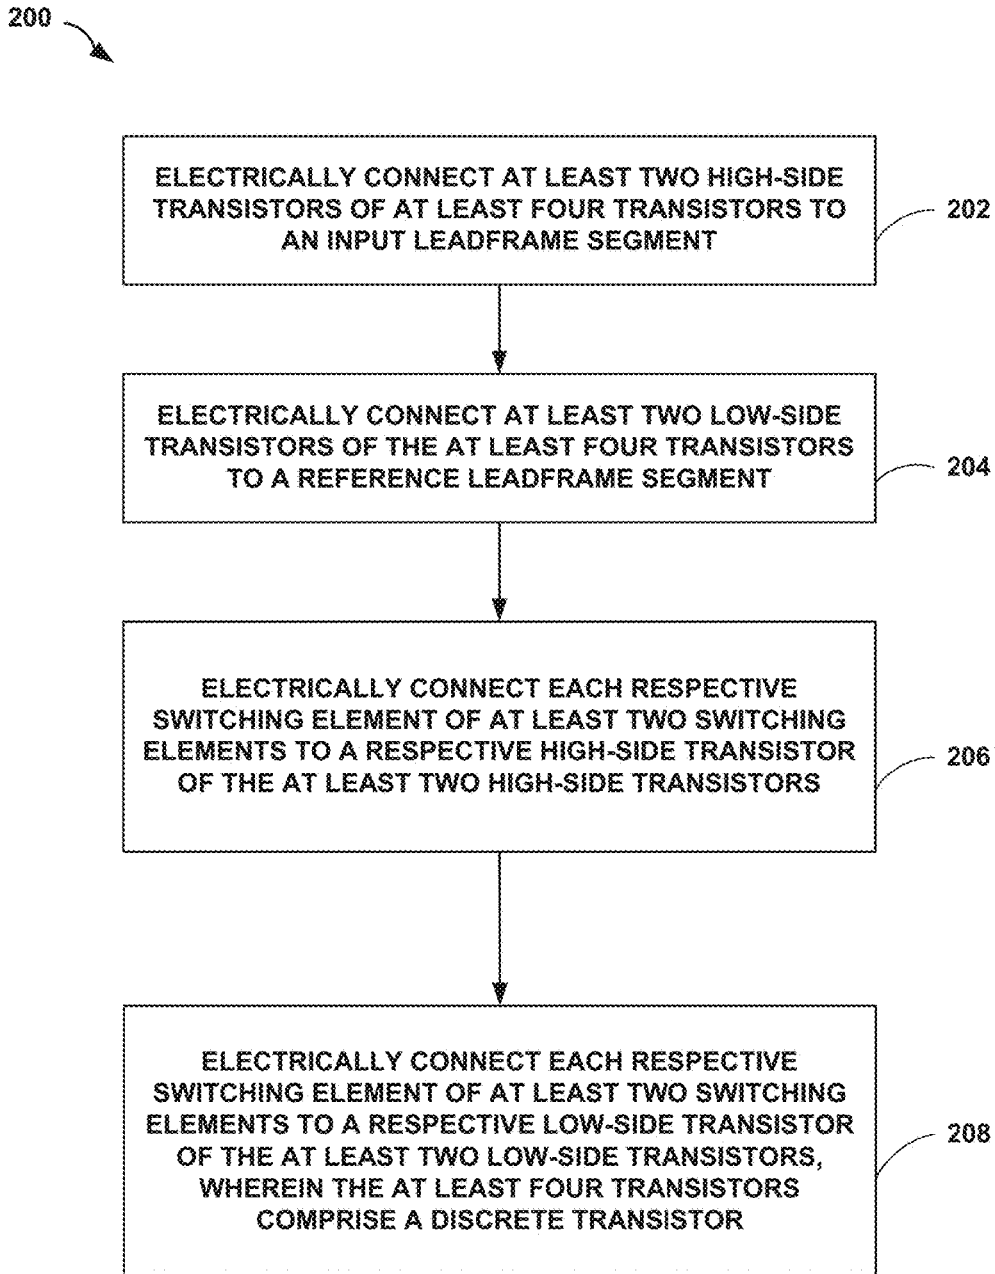 200
ELECTRICALLY CONNECT AT LEAST TWO HIGH-SIDE
TRANSISTORS OF AT LEAST FOUR TRANSISTORS TO
AN INPUT LEADFRAME SEGMENT
202
ELECTRICALLY CONNECT AT LEAST TWO LOW-SIDE
TRANSISTORS OF THE AT LEAST FOUR TRANSISTORS
TO A REFERENCE LEADFRAME SEGMENT
204
ELECTRICALLY CONNECT EACH RESPECTIVE
SWITCHING ELEMENT OF AT LEAST TWO SWITCHING
ELEMENTS TO A RESPECTIVE HIGH-SIDE TRANSISTOR
OF THE AT LEAST TWO HIGH-SIDE TRANSISTORS
206
ELECTRICALLY CONNECT EACH RESPECTIVE
SWITCHING ELEMENT OF AT LEAST TWO SWITCHING
ELEMENTS TO A RESPECTIVE LOW-SIDE TRANSISTOR
OF THE AT LEAST TWO LOW-SIDE TRANSISTORS,
WHEREIN THE AT LEAST FOUR TRANSISTORS
COMPRISE A DISCRETE TRANSISTOR
208